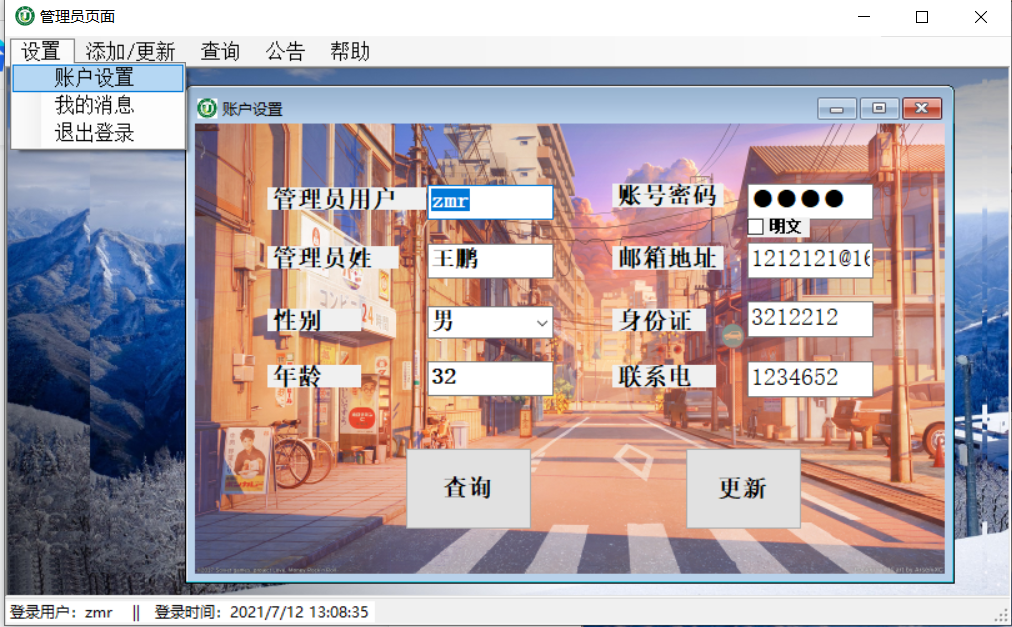 管理员页面
设置 添加/更新 查询 公告 帮助
账户设置
我的消息
退出登录
账户设置
管理员用户 zmr 账号密码 ●●●●
明文
管理员姓 王鹏 邮箱地址 1212121@16
性别 男 身份证 3212212
年龄 32 联系电 1234652
查询 更新
登录用户：zmr || 登录时间：2021/7/12 13:08:35